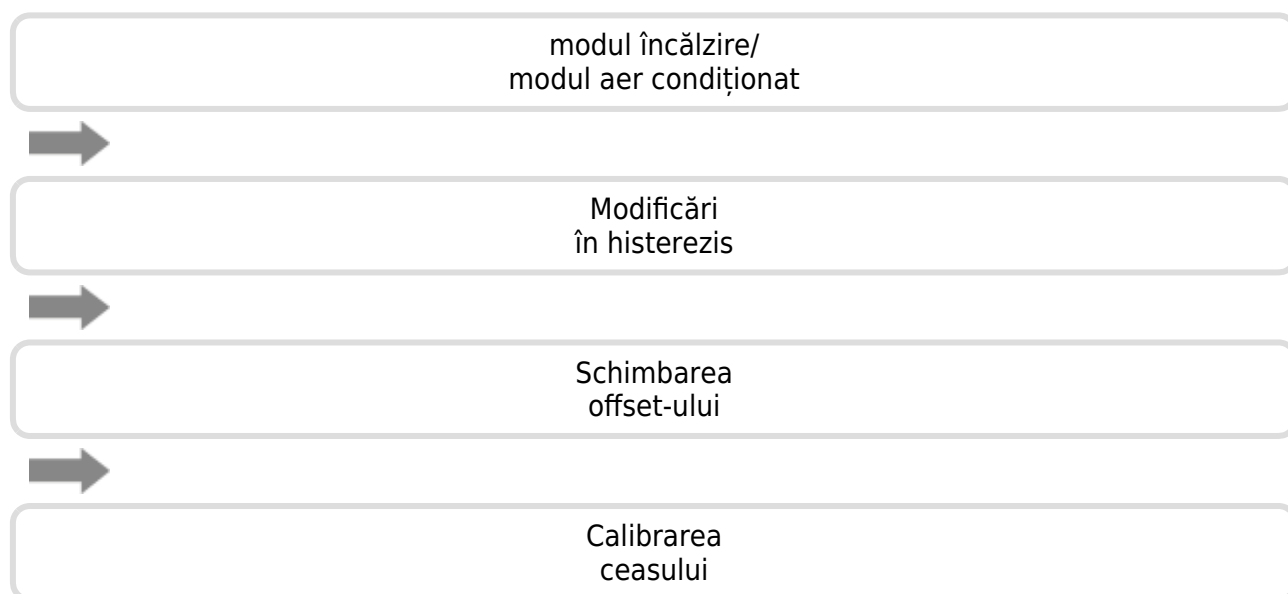 modul încălzire/
modul aer condiționat
Modificări
în histerezis
Schimbarea
offset-ului
Calibrarea
ceasului